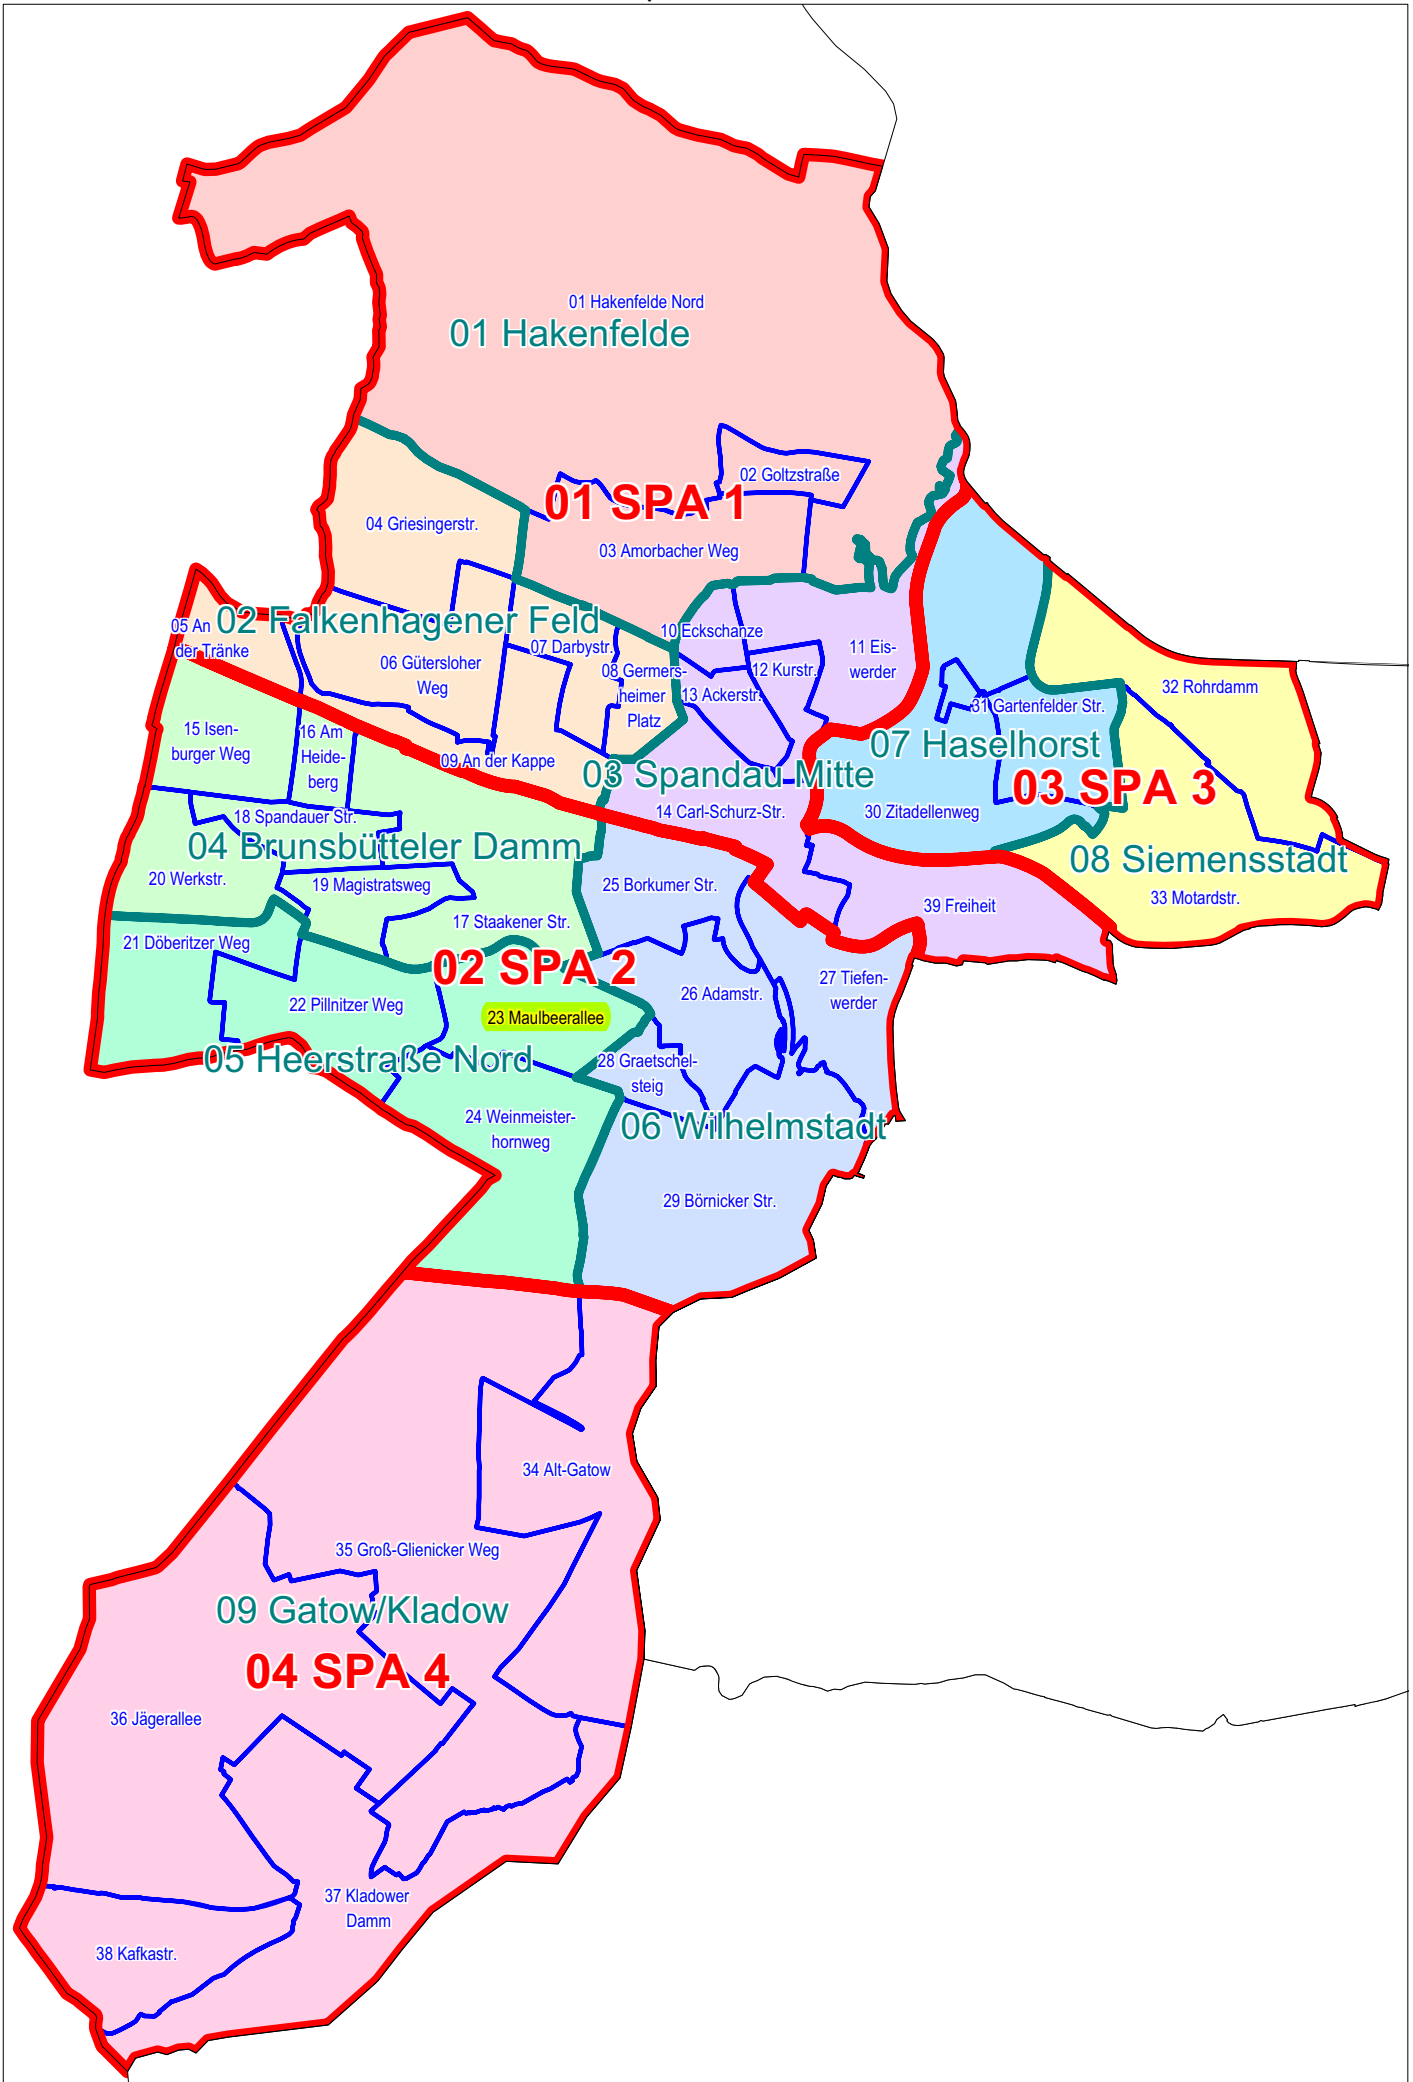 01 Hakenfelde Nord
01 Hakenfelde
02 Goltzstraße
01 SPA 1
04 Griesingerstr.
03 Amorbacher Weg
02 Falkenhagener Feld
05 An
der Tränke
10 Eckschanze
07 Darbystr.
11 Eis-
werder
06 Gütersloher
Weg
08 Germers-
heimer
Platz
12 Kurstr.
13 Ackerstr.
32 Rohrdamm
31 Gartenfelder Str.
15 Isen-
burger Weg
16 Am
Heide-
berg
07 Haselhorst
09 An der Kappe
03 Spandau Mitte
03 SPA 3
14 Carl-Schurz-Str.
30 Zitadellenweg
18 Spandauer Str.
04 Brunsbütteler Damm
08 Siemensstadt
20 Werkstr.
19 Magistratsweg
25 Borkumer Str.
33 Motardstr.
39 Freiheit
17 Staakener Str.
21 Döberitzer Weg
02 SPA 2
27 Tiefen-
werder
26 Adamstr.
22 Pillnitzer Weg
23 Maulbeerallee
05 Heerstraße Nord
28 Graetschel-
steig
24 Weinmeister-
hornweg
06 Wilhelmstadt
29 Börnicker Str.
34 Alt-Gatow
35 Groß-Glienicker Weg
09 Gatow/Kladow
04 SPA 4
36 Jägerallee
37 Kladower
Damm
38 Kafkastr.